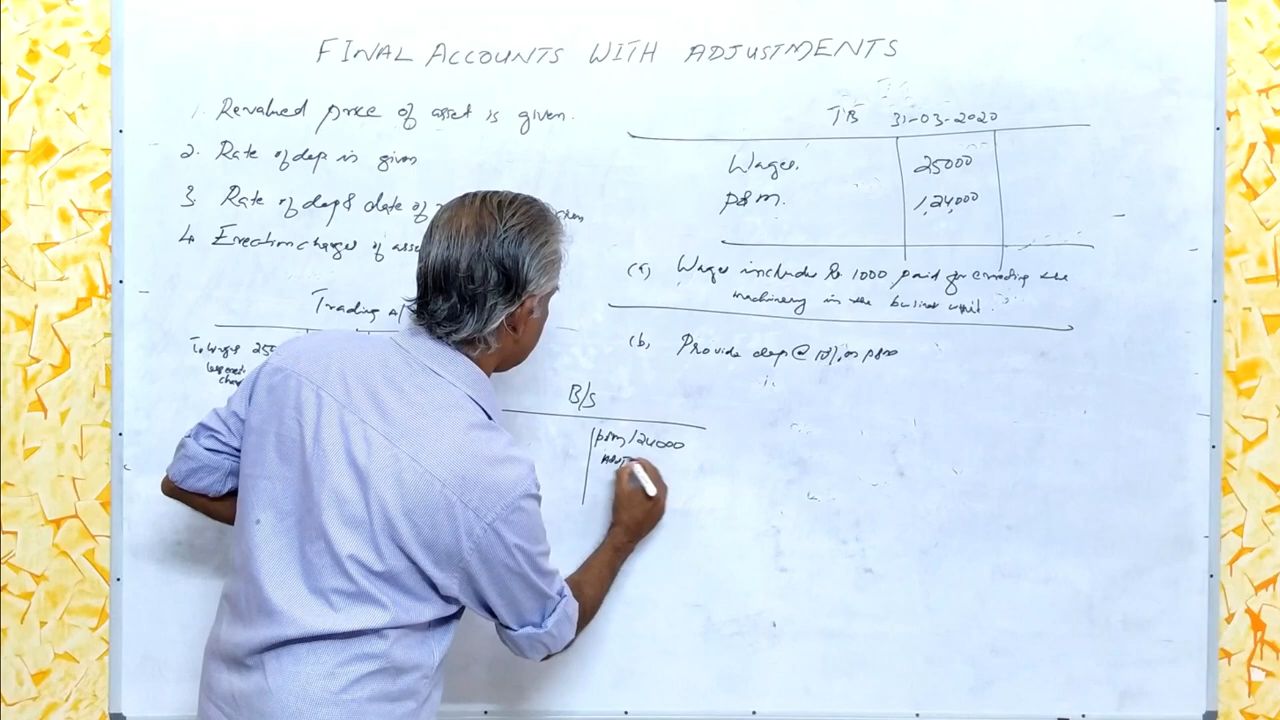 FINAL ACCOUNTS WITH ADJUSTMENTS
1. Revalued price of asset is given.
2. Rate of dep is given
3. Rate of dep & date of
4. Erection charges of asse
TB 31-03-2020
Wages. 25000
P&M. 1,24,000
(a) Wages include Rs 1000 paid for erecting the
machinery in the business unit.
(b) Provide dep @ 10% on P&M
Trading A/
To Wages 250
B/S
P&M 124000